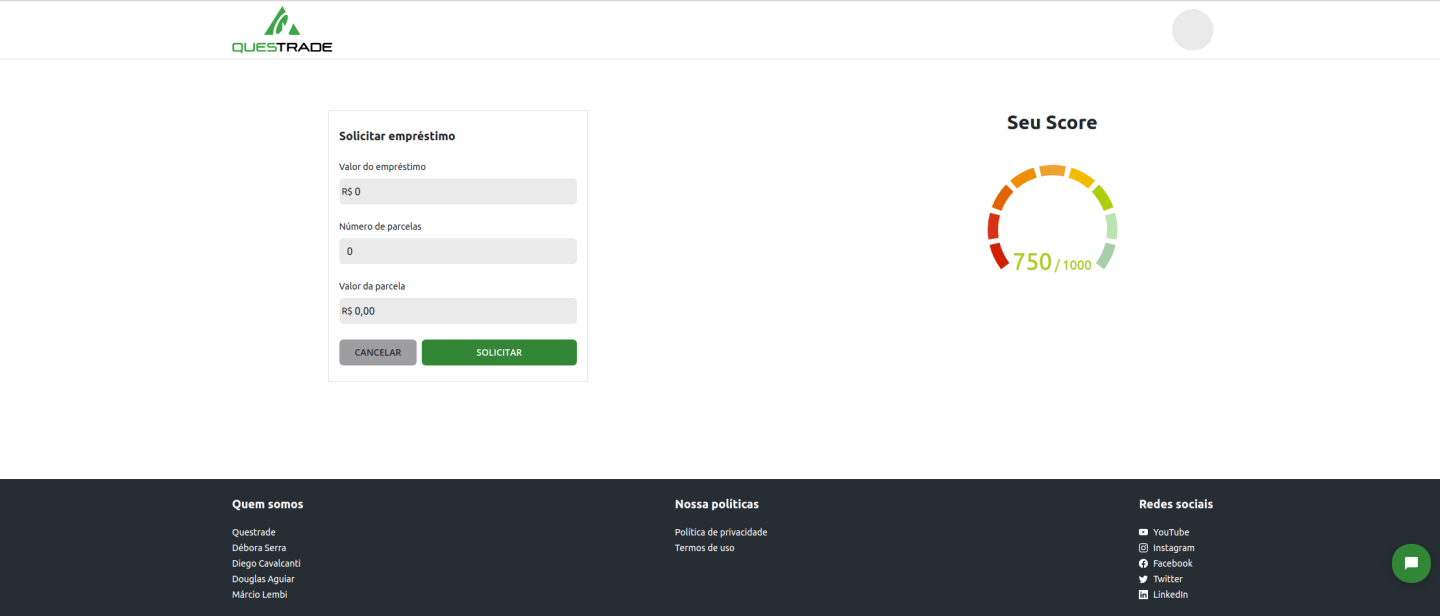 QUESTRADE
Solicitar empréstimo
Valor do empréstimo
R$ 0
Número de parcelas
0
Valor da parcela
R$ 0,00
CANCELAR
SOLICITAR
Seu Score
750 / 1000
Quem somos
Questrade
Débora Serra
Diego Cavalcanti
Douglas Aguiar
Márcio Lembi
Nossa políticas
Política de privacidade
Termos de uso
Redes sociais
YouTube
Instagram
Facebook
Twitter
LinkedIn